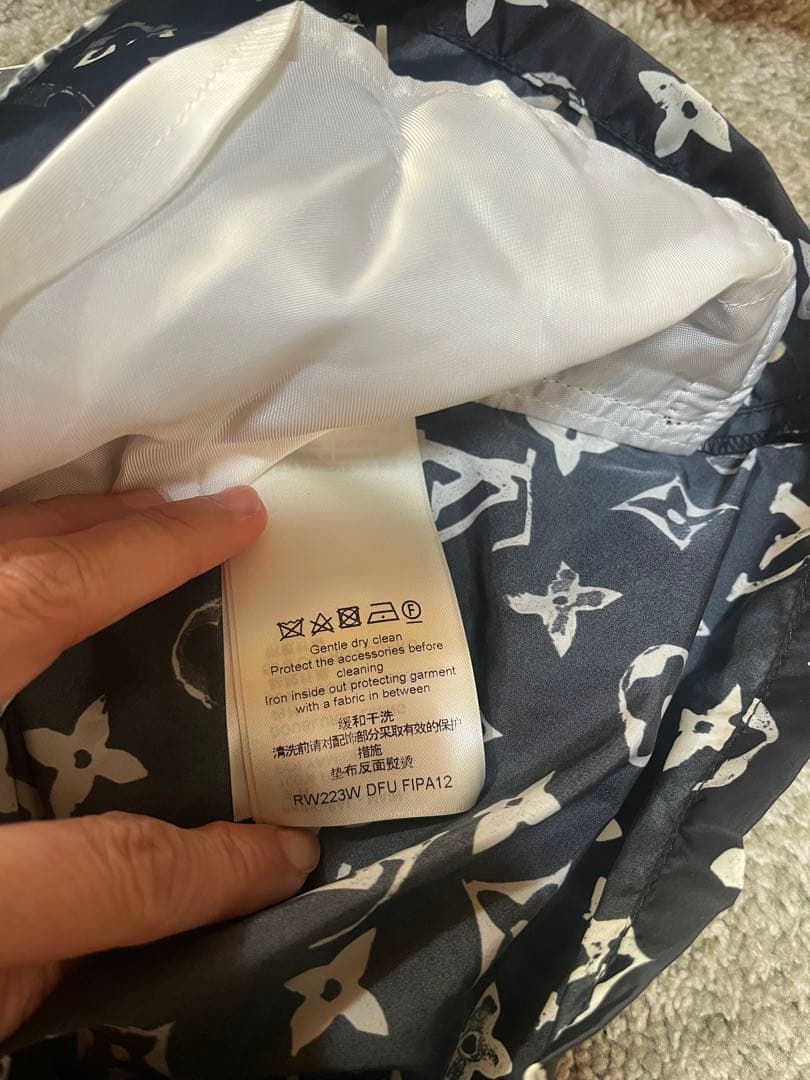 Gentle dry clean
Protect the accessories before
cleaning
Iron inside out protecting garment
with a fabric in between
缓和干洗
清洗前请对配饰部分采取有效的保护
措施
垫布反面熨烫
RW223W DFU FIPA12